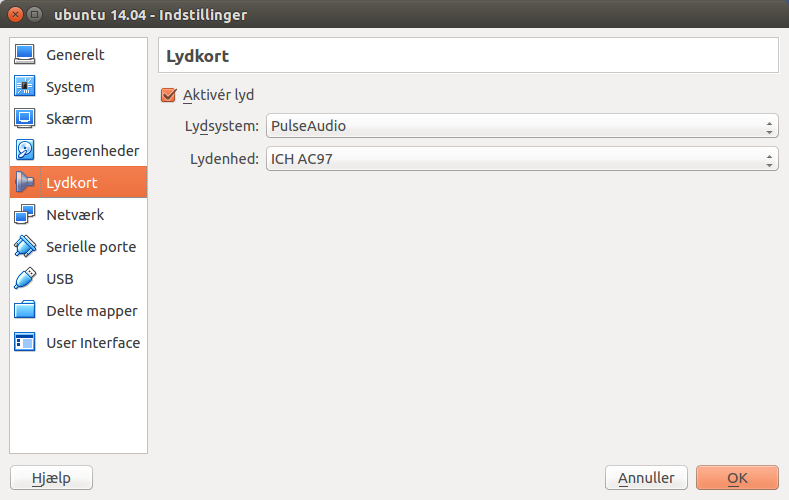 ubuntu 14.04 - Indstillinger
Generelt
System
Skærm
Lagerenheder
Lydkort
Netværk
Serielle porte
USB
Delte mapper
User Interface
Lydkort
Aktivér lyd
Lydsystem: PulseAudio
Lydenhed: ICH AC97
Hjælp
Annuller
OK